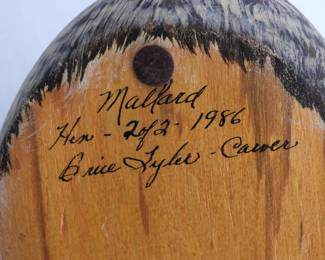 Mallard
Hen - 2 of 2 - 1986
Brice Tyler - Carver